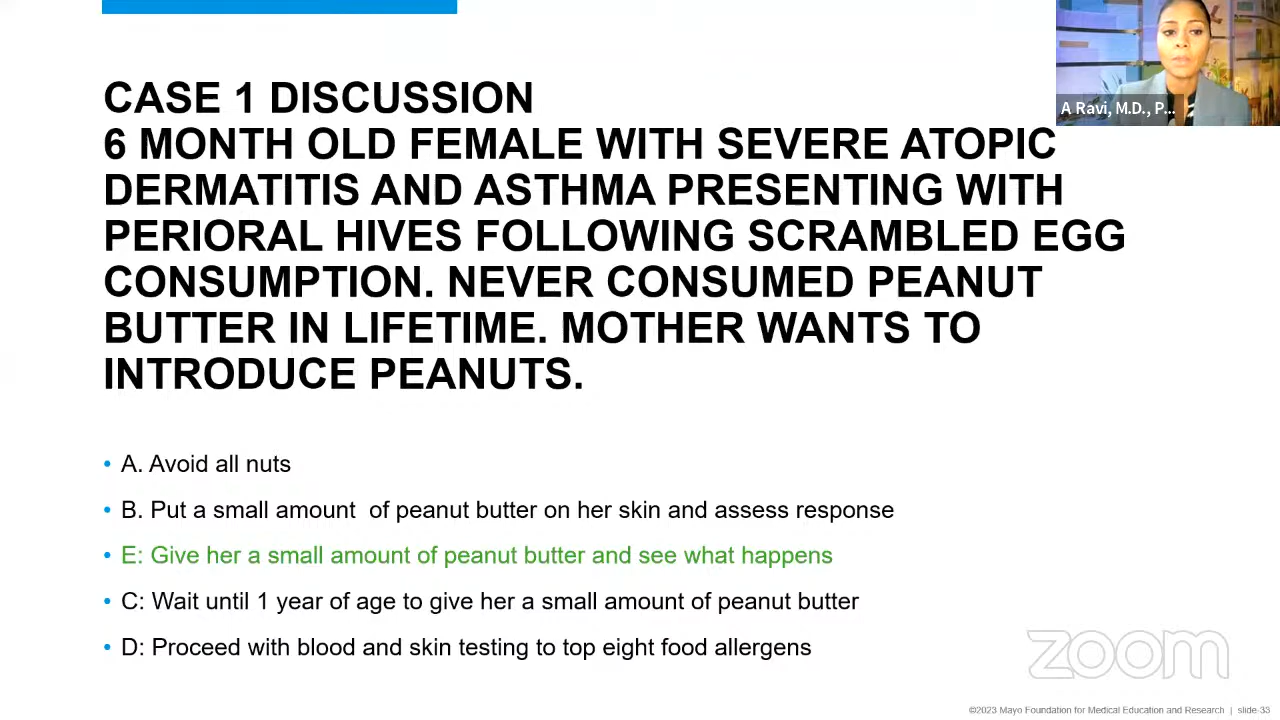 CASE 1 DISCUSSION
6 MONTH OLD FEMALE WITH SEVERE ATOPIC
DERMATITIS AND ASTHMA PRESENTING WITH
PERIORAL HIVES FOLLOWING SCRAMBLED EGG
CONSUMPTION. NEVER CONSUMED PEANUT
BUTTER IN LIFETIME. MOTHER WANTS TO
INTRODUCE PEANUTS.
• A. Avoid all nuts
• B. Put a small amount  of peanut butter on her skin and assess response
• E: Give her a small amount of peanut butter and see what happens
• C: Wait until 1 year of age to give her a small amount of peanut butter
• D: Proceed with blood and skin testing to top eight food allergens
A Ravi, M.D., P...
zoom
©2023 Mayo Foundation for Medical Education and Research | slide-33